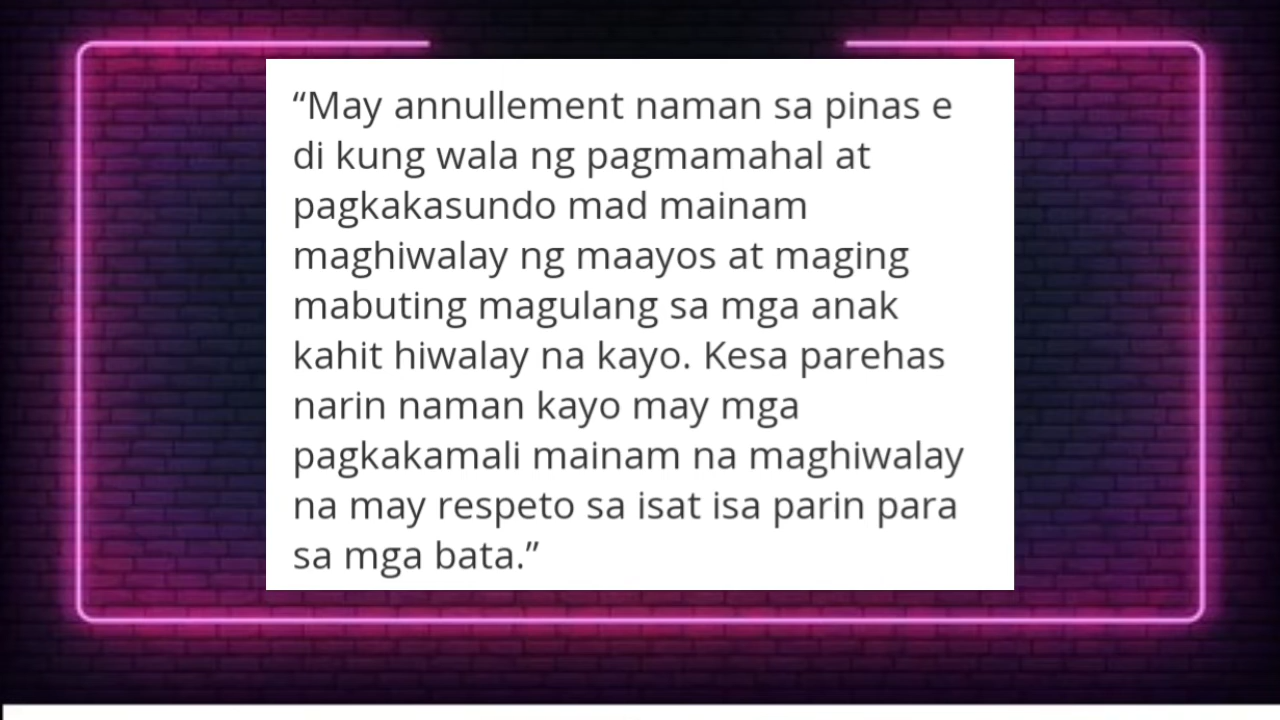 “May annullement naman sa pinas e
di kung wala ng pagmamahal at
pagkakasundo mad mainam
maghiwalay ng maayos at maging
mabuting magulang sa mga anak
kahit hiwalay na kayo. Kesa parehas
narin naman kayo may mga
pagkakamali mainam na maghiwalay
na may respeto sa isat isa parin para
sa mga bata.”